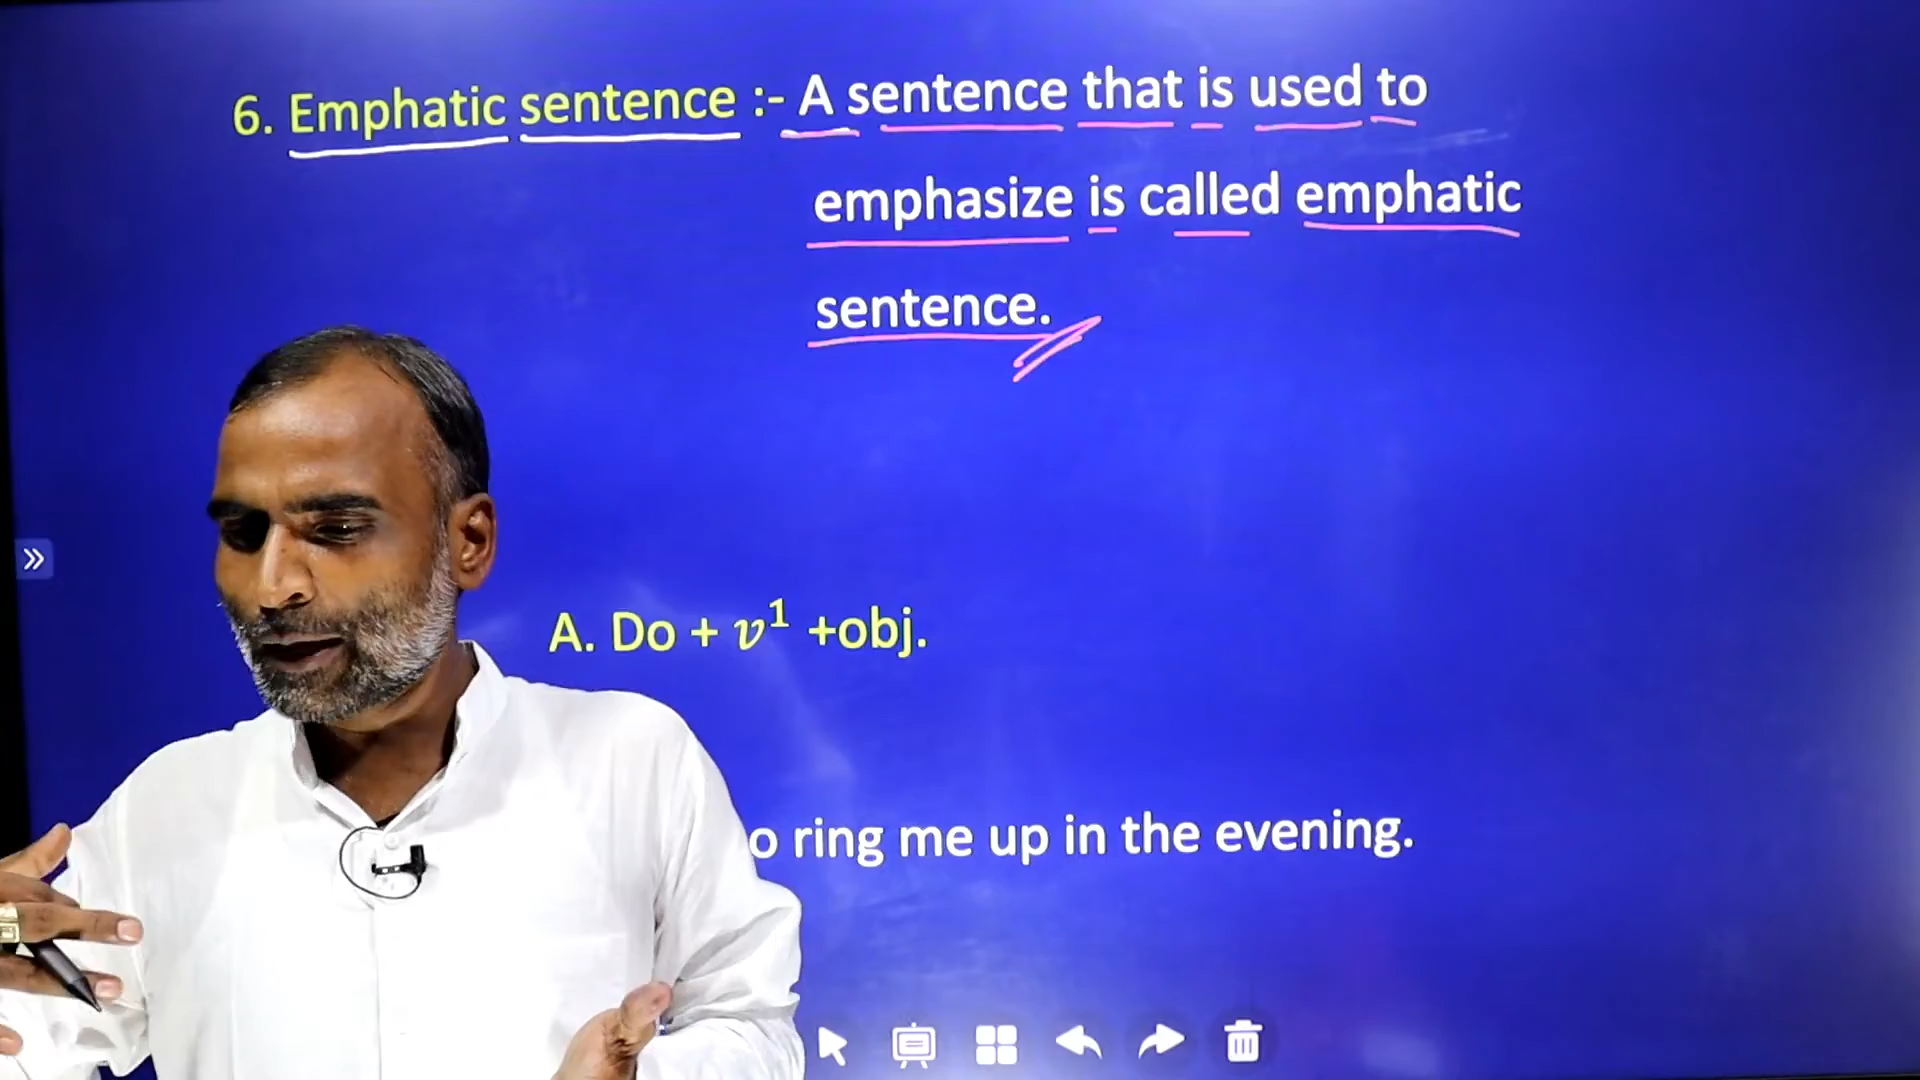 6. Emphatic sentence :- A sentence that is used to
emphasize is called emphatic
sentence.
A. Do + v¹ +obj.
ring me up in the evening.